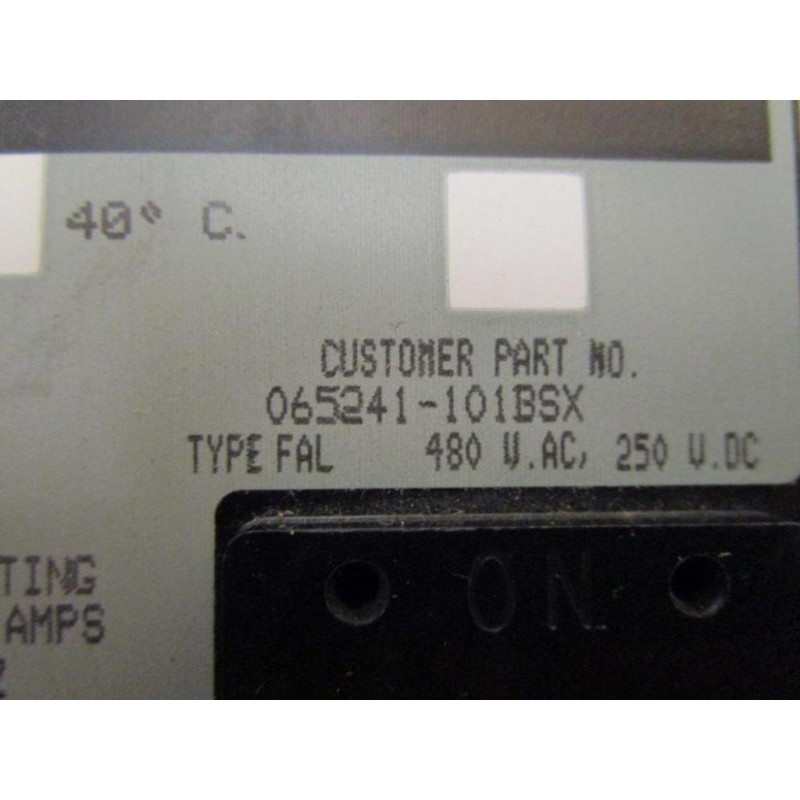 40° C.
CUSTOMER PART NO.
065241-101BSX
TYPE FAL 480 V.AC, 250 V.DC
ON
TING
AMPS